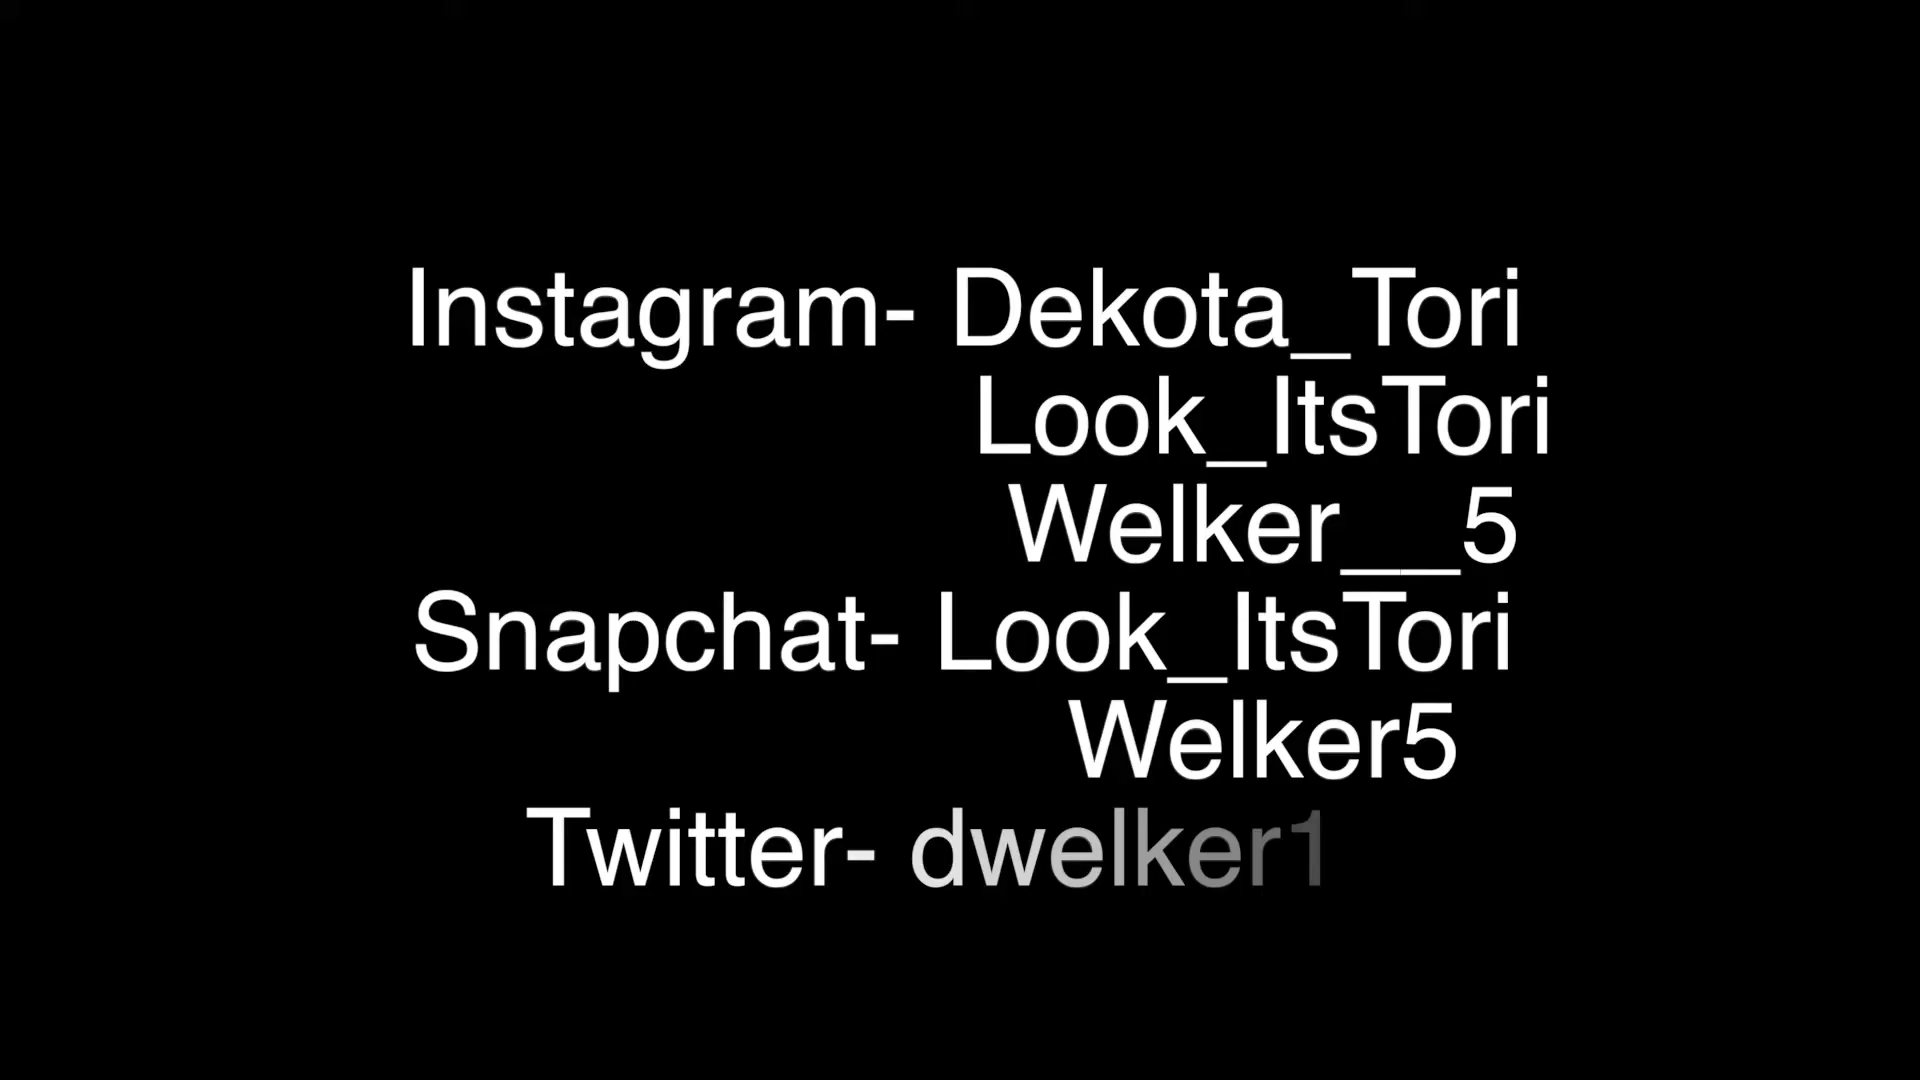 Instagram- Dekota_Tori
Look_ItsTori
Welker__5
Snapchat- Look_ItsTori
Welker5
Twitter- dwelker1